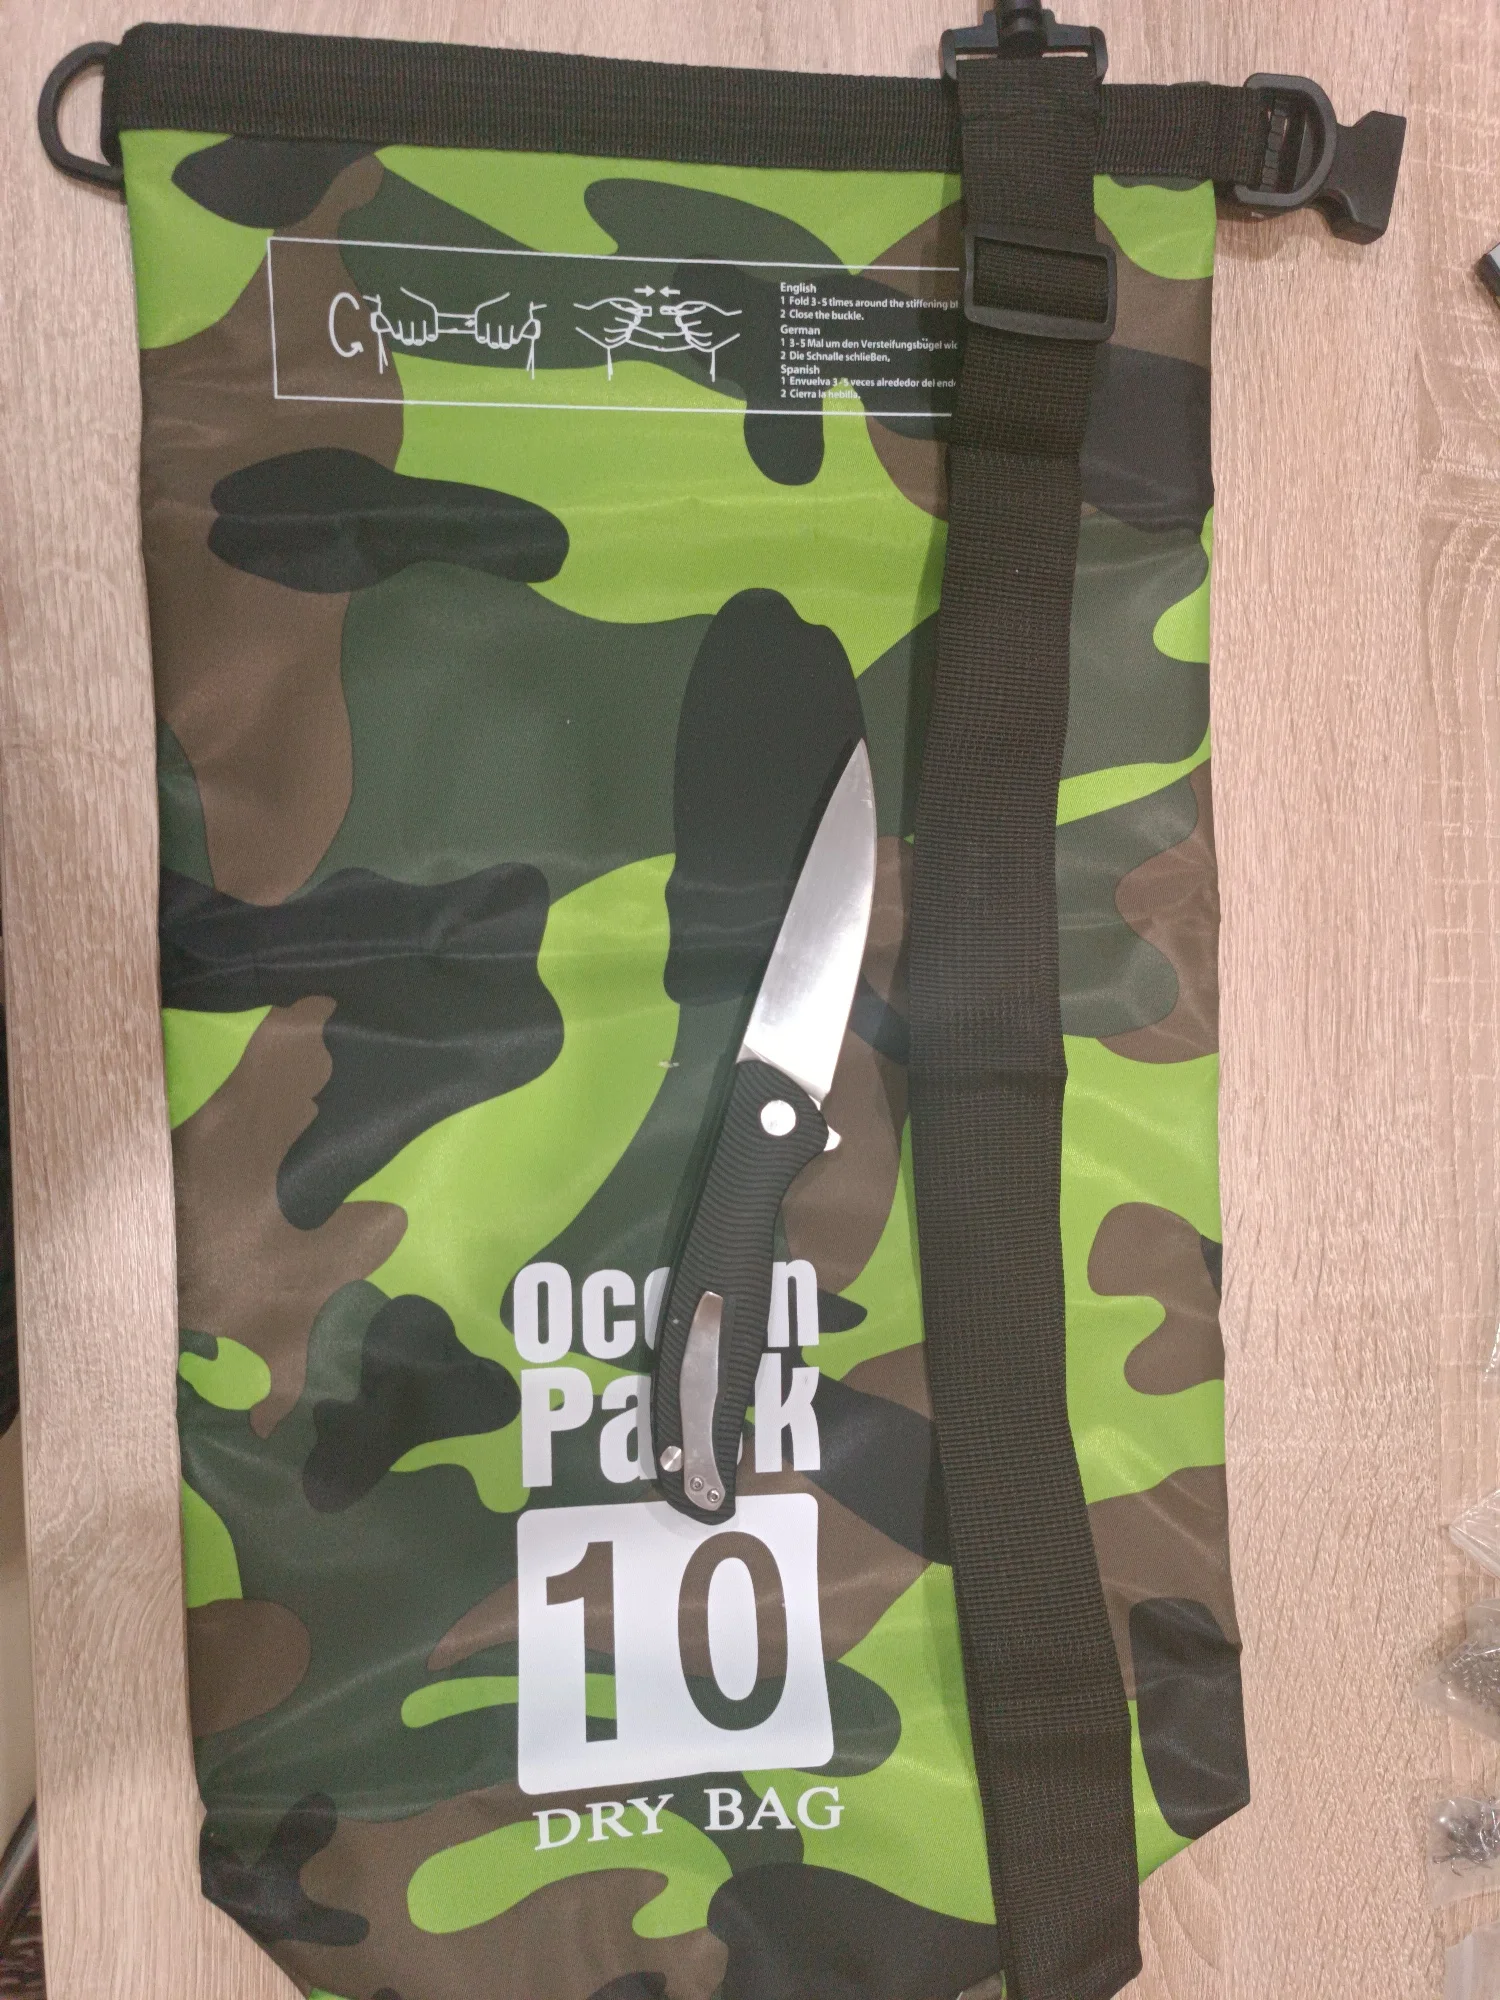 English
1 Fold 3-5 times around the stiffening
2 Close the buckle.
German
1 3-5 Mal um den Versteifungsbügel
2 Die Schnalle schließen.
Spanish
1 Envuelva 3-5 veces alrededor del
2 Cierra la hebilla.
Ocean
Pack
10
DRY BAG